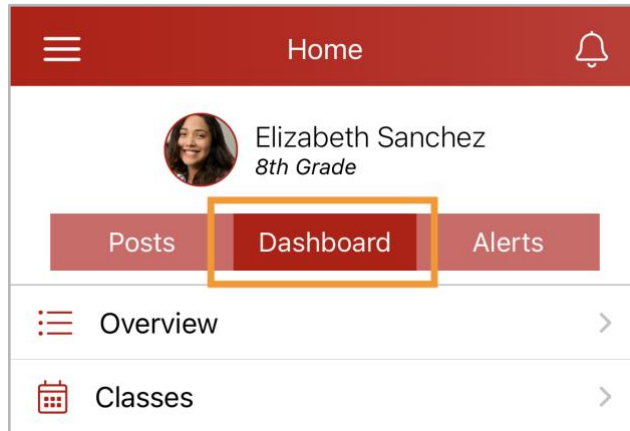 Home
Elizabeth Sanchez
8th Grade
Posts Dashboard Alerts
Overview
Classes